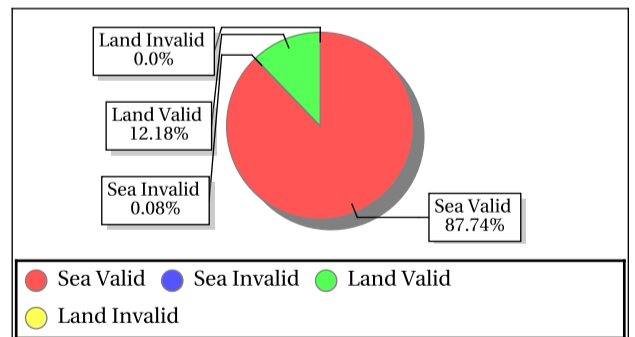 Land Invalid
0.0%
Land Valid
12.18%
Sea Invalid
0.08%
Sea Valid
87.74%
Sea Valid Sea Invalid Land Valid
Land Invalid